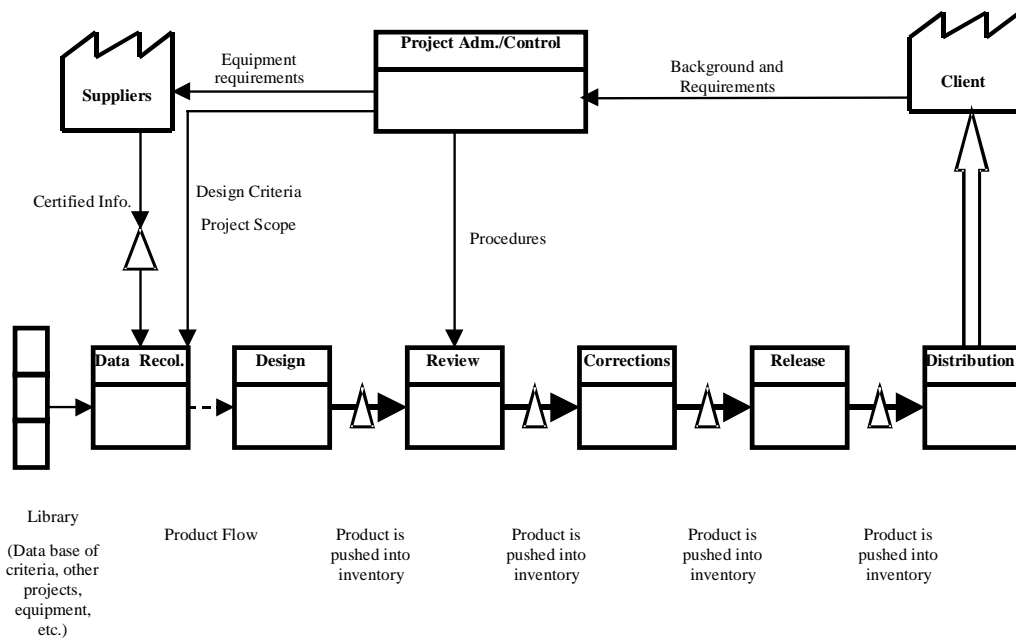 Project Adm./Control
Equipment
requirements
Suppliers
Background and
Requirements
Client
Certified Info.
Design Criteria
Project Scope
Procedures
Data Recol.
Design
Review
Corrections
Release
Distribution
Library
(Data base of
criteria, other
projects,
equipment,
etc.)
Product Flow
Product is
pushed into
inventory
Product is
pushed into
inventory
Product is
pushed into
inventory
Product is
pushed into
inventory